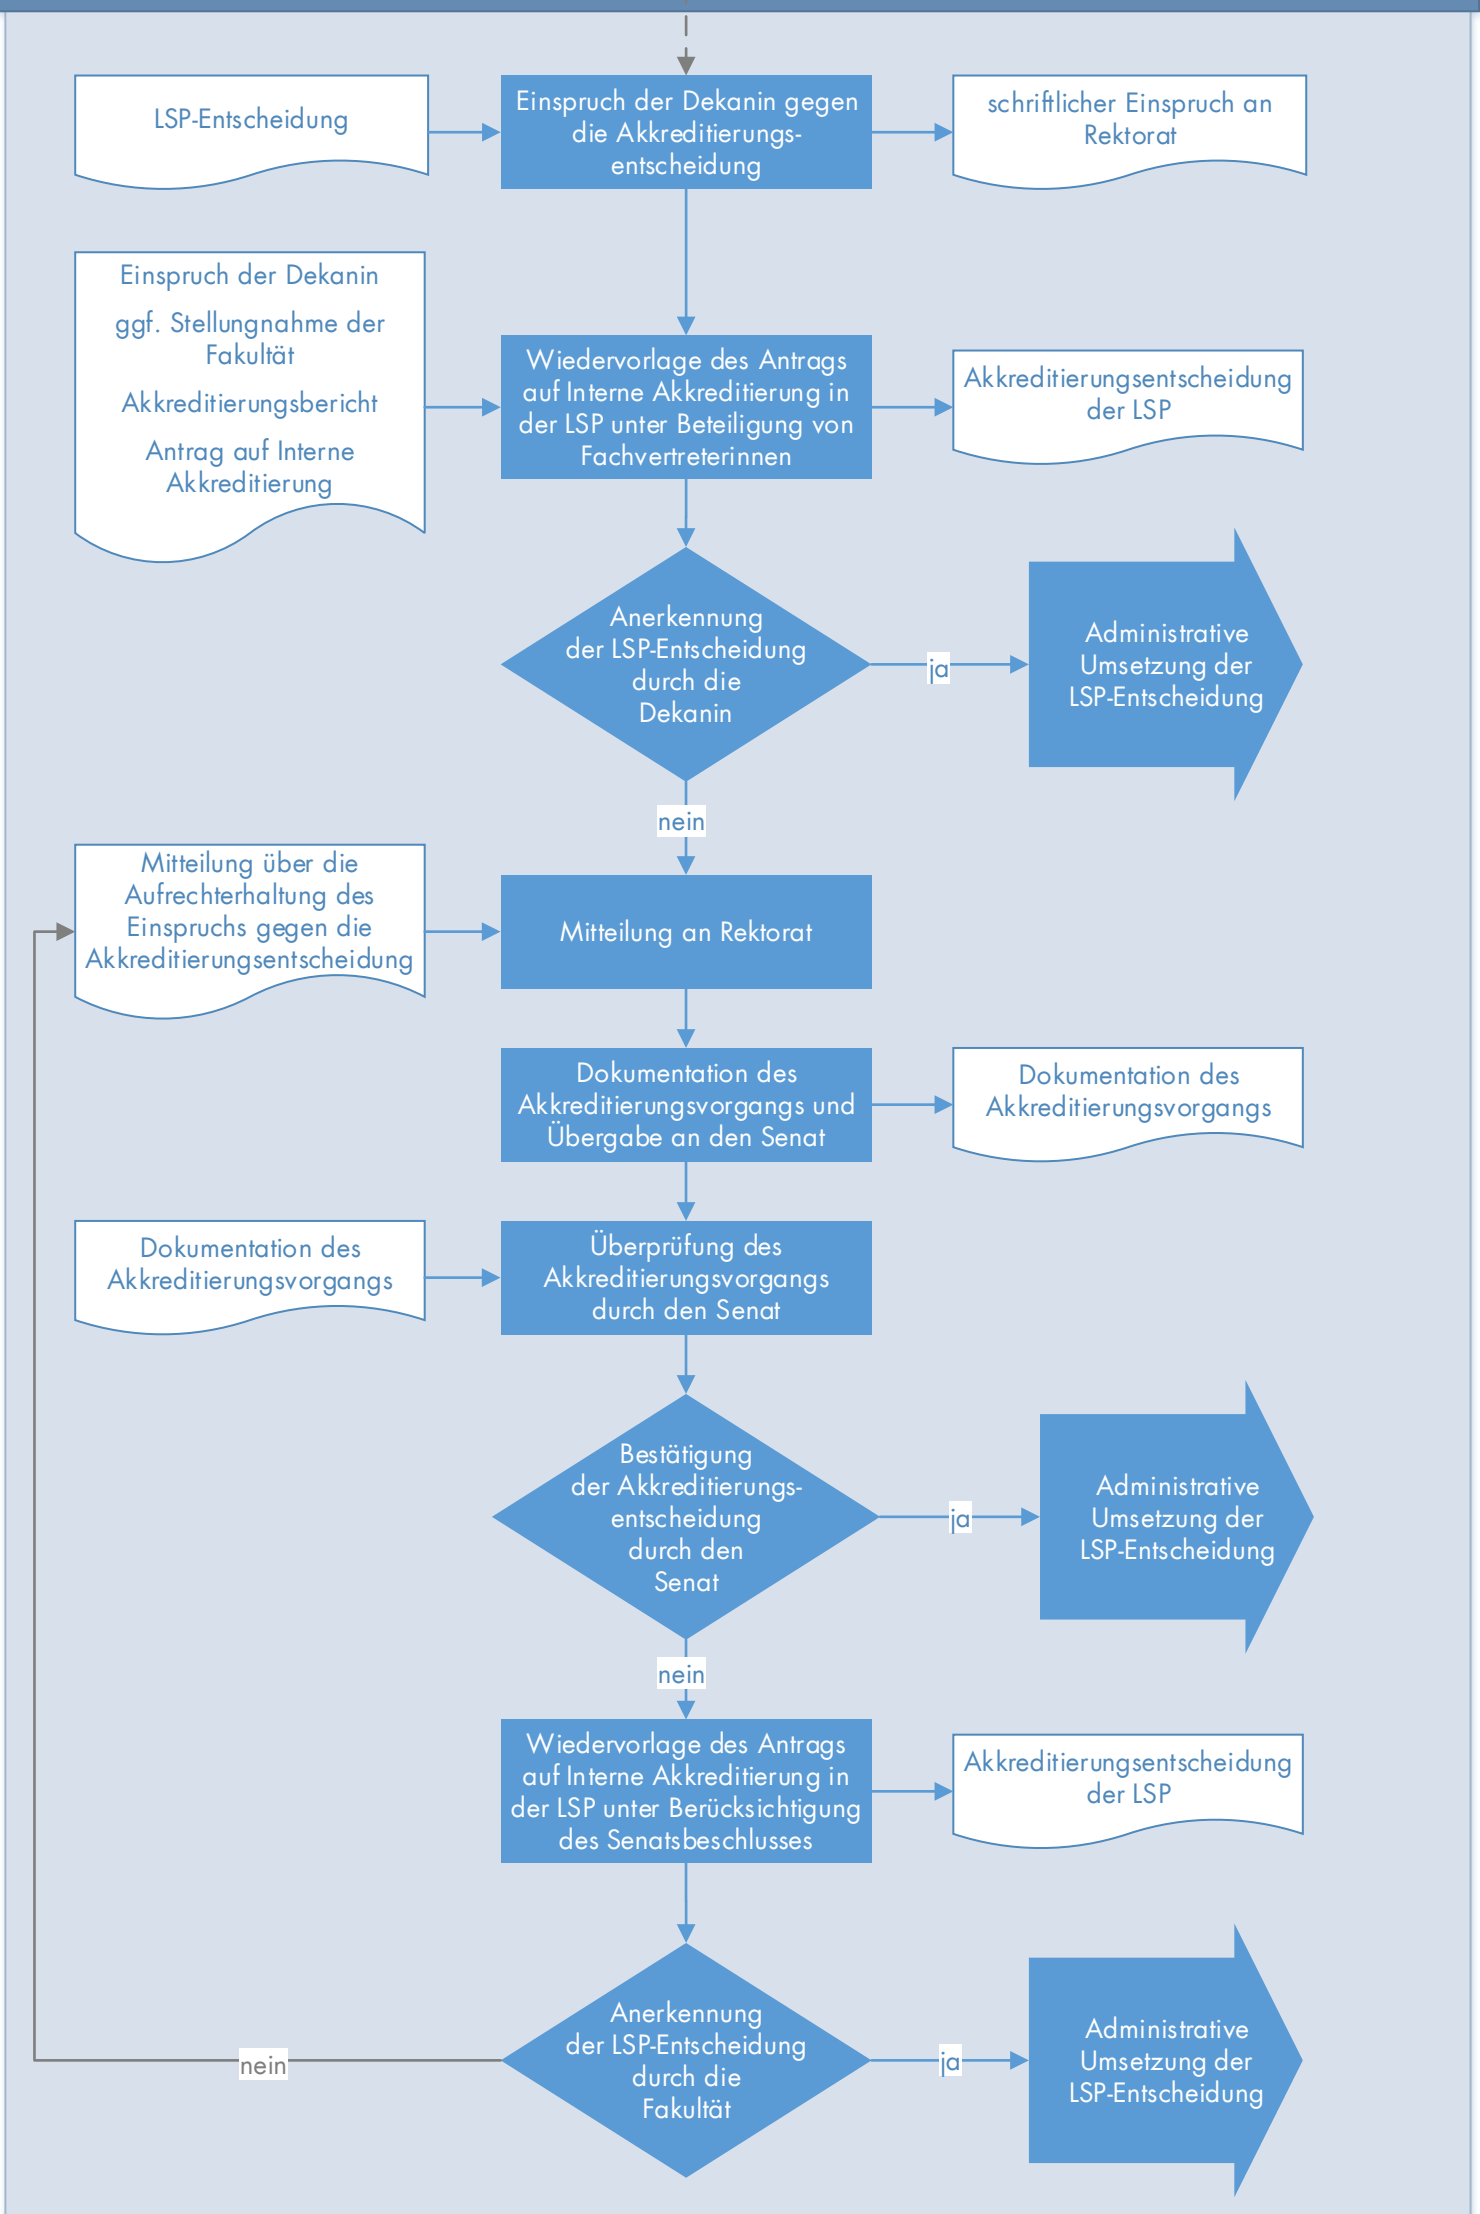 LSP-Entscheidung
Einspruch der Dekanin gegen
die Akkreditierungs-
entscheidung
schriftlicher Einspruch an
Rektorat
Einspruch der Dekanin
ggf. Stellungnahme der
Fakultät
Akkreditierungsbericht
Antrag auf Interne
Akkreditierung
Wiedervorlage des Antrags
auf Interne Akkreditierung in
der LSP unter Beteiligung von
Fachvertreterinnen
Akkreditierungsentscheidung
der LSP
Anerkennung
der LSP-Entscheidung
durch die
Dekanin
ja
Administrative
Umsetzung der
LSP-Entscheidung
nein
Mitteilung über die
Aufrechterhaltung des
Einspruchs gegen die
Akkreditierungsentscheidung
Mitteilung an Rektorat
Dokumentation des
Akkreditierungsvorgangs und
Übergabe an den Senat
Dokumentation des
Akkreditierungsvorgangs
Dokumentation des
Akkreditierungsvorgangs
Überprüfung des
Akkreditierungsvorgangs
durch den Senat
Bestätigung
der Akkreditierungs-
entscheidung
durch den
Senat
ja
Administrative
Umsetzung der
LSP-Entscheidung
nein
Wiedervorlage des Antrags
auf Interne Akkreditierung in
der LSP unter Berücksichtigung
des Senatsbeschlusses
Akkreditierungsentscheidung
der LSP
Anerkennung
der LSP-Entscheidung
durch die
Fakultät
nein
ja
Administrative
Umsetzung der
LSP-Entscheidung